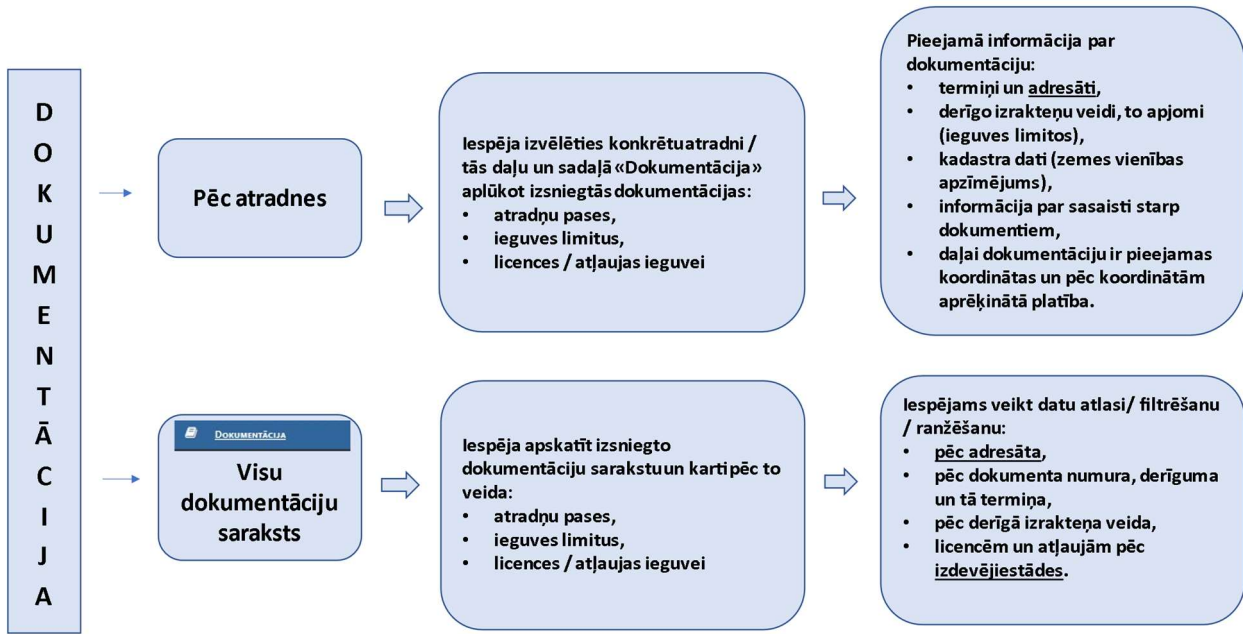 DOKUMENTĀCIJA
Pēc atradnes
Iespēja izvēlēties konkrētuatradni /
tās daļu un sadaļā «Dokumentācija»
aplūkot izsniegtās dokumentācijas:
• atradņu pases,
• ieguves limitus,
• licences / atļaujas ieguvei
Pieejamā informācija par
dokumentāciju:
• termiņi un adresāti,
• derīgo izrakteņu veidi, to apjomi
(ieguves limitos),
• kadastra dati (zemes vienības
apzīmējums),
• informācija par sasaisti starp
dokumentiem,
• daļai dokumentāciju ir pieejamas
koordinātas un pēc koordinātām
aprēķinātā platība.
DOKUMENTĀCIJA
Visu
dokumentāciju
saraksts
Iespēja apskatīt izsniegto
dokumentāciju sarakstuun kartipēc to
veida:
• atradņu pases,
• ieguves limitus,
• licences / atļaujas ieguvei
Iespējams veikt datu atlasi/ filtrēšanu
/ ranžēšanu:
• pēc adresāta,
• pēc dokumenta numura, derīguma
un tā termiņa,
• pēc derīgā izrakteņa veida,
• licencēm un atļaujām pēc
izdevējiestādes.